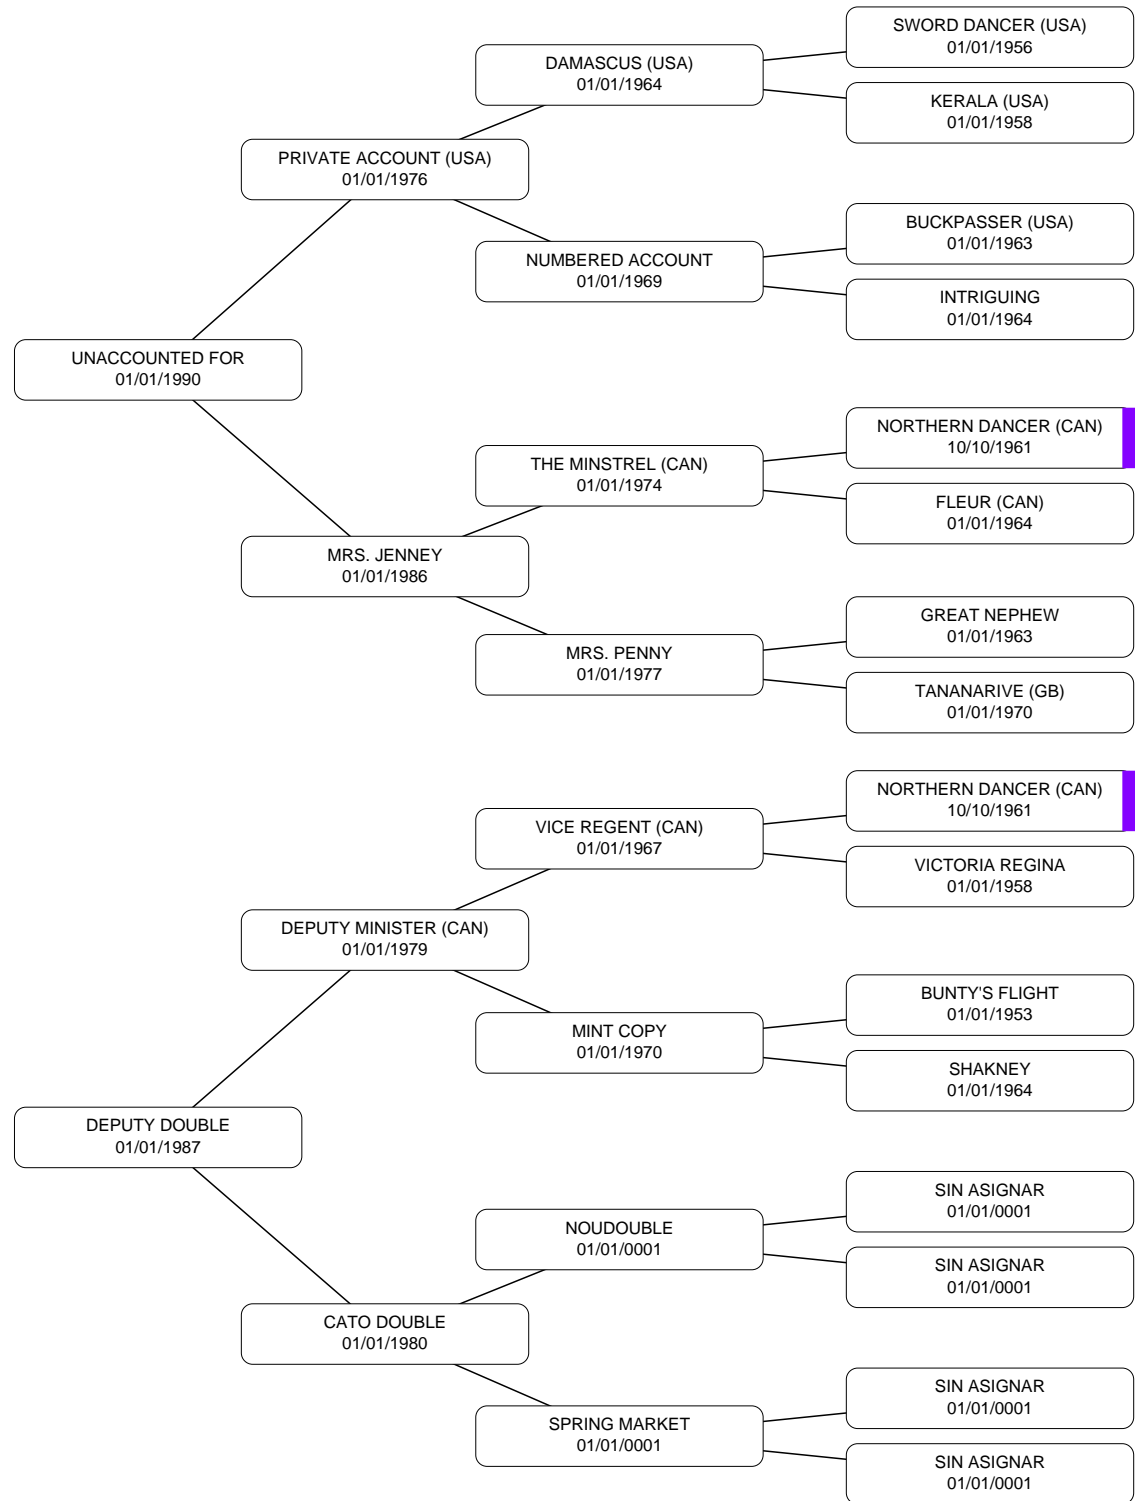 SWORD DANCER (USA)
01/01/1956
DAMASCUS (USA)
01/01/1964
KERALA (USA)
01/01/1958
PRIVATE ACCOUNT (USA)
01/01/1976
BUCKPASSER (USA)
01/01/1963
NUMBERED ACCOUNT
01/01/1969
INTRIGUING
01/01/1964
UNACCOUNTED FOR
01/01/1990
NORTHERN DANCER (CAN)
10/10/1961
THE MINSTREL (CAN)
01/01/1974
FLEUR (CAN)
01/01/1964
MRS. JENNEY
01/01/1986
GREAT NEPHEW
01/01/1963
MRS. PENNY
01/01/1977
TANANARIVE (GB)
01/01/1970
NORTHERN DANCER (CAN)
10/10/1961
VICE REGENT (CAN)
01/01/1967
VICTORIA REGINA
01/01/1958
DEPUTY MINISTER (CAN)
01/01/1979
BUNTY'S FLIGHT
01/01/1953
MINT COPY
01/01/1970
SHAKNEY
01/01/1964
DEPUTY DOUBLE
01/01/1987
SIN ASIGNAR
01/01/0001
NOUDOUBLE
01/01/0001
SIN ASIGNAR
01/01/0001
CATO DOUBLE
01/01/1980
SIN ASIGNAR
01/01/0001
SPRING MARKET
01/01/0001
SIN ASIGNAR
01/01/0001